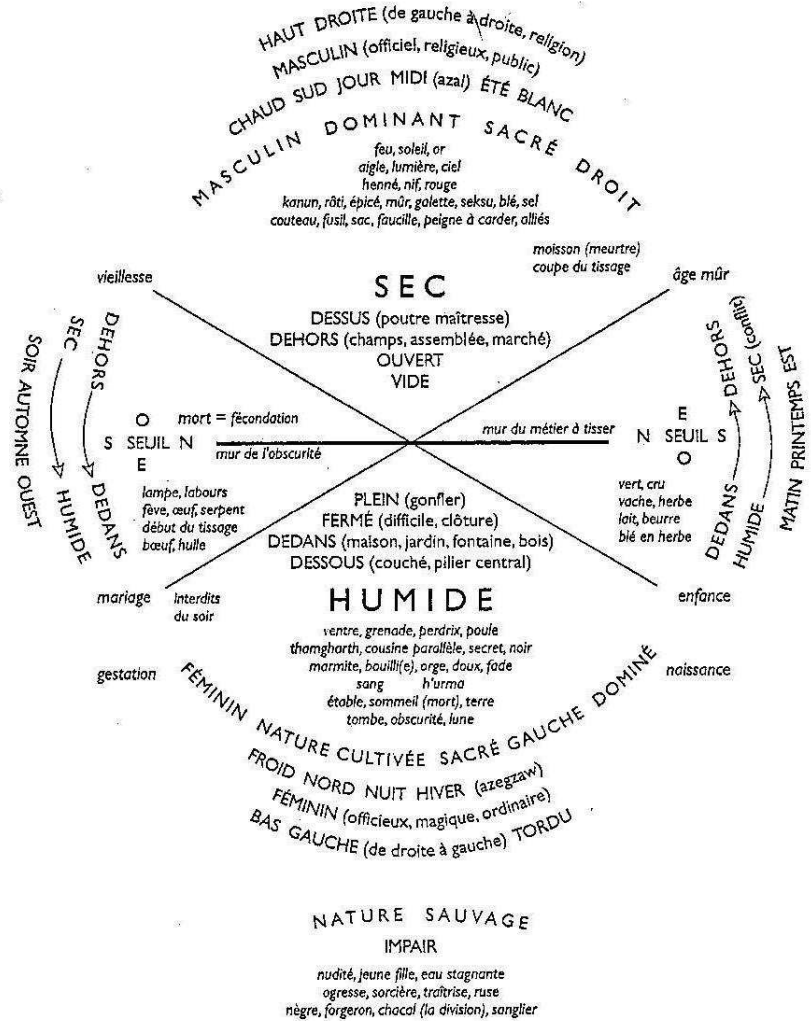 HAUT DROITE (de gauche à droite, religion)
MASCULIN (officiel, religieux, public)
CHAUD SUD JOUR MIDI (azal) ÉTÉ BLANC
MASCULIN DOMINANT SACRÉ DROIT
feu, soleil, or
aigle, lumière, ciel
henné, nif, rouge
kanun, rôti, épicé, mûr, galette, seksu, blé, sel
couteau, fusil, sac, faucille, peigne à carder, alliés
moisson (meurtre)
coupe du tissage
vieillesse
âge mûr
SEC
DESSUS (poutre maîtresse)
DEHORS (champs, assemblée, marché)
OUVERT
VIDE
SOIR AUTOMNE OUEST
SEC
HUMIDE
DEHORS
DEDANS
O
S SEUIL N
E
mort = fécondation
mur de l'obscurité
lampe, labours
fève, œuf, serpent
début du tissage
bœuf, huile
mur du métier à tisser
E
N SEUIL S
O
vert, cru
vache, herbe
lait, beurre
blé en herbe
DEHORS
DEDANS
SEC (conflit)
HUMIDE
MATIN PRINTEMPS EST
PLEIN (gonfler)
FERMÉ (difficile, clôture)
DEDANS (maison, jardin, fontaine, bois)
DESSOUS (couché, pilier central)
HUMIDE
mariage
Interdits
du soir
enfance
gestation
naissance
ventre, grenade, perdrix, poule
thamgharth, cousine parallèle, secret, noir
marmite, bouilli(e), orge, doux, fade
sang h'urma
étable, sommeil (mort), terre
tombe, obscurité, lune
FÉMININ NATURE CULTIVÉE SACRÉ GAUCHE DOMINÉ
FROID NORD NUIT HIVER (azegzaw)
FÉMININ (officieux, magique, ordinaire)
BAS GAUCHE (de droite à gauche) TORDU
NATURE SAUVAGE
IMPAIR
nudité, jeune fille, eau stagnante
ogresse, sorcière, traîtrise, ruse
nègre, forgeron, chacal (la division), sanglier